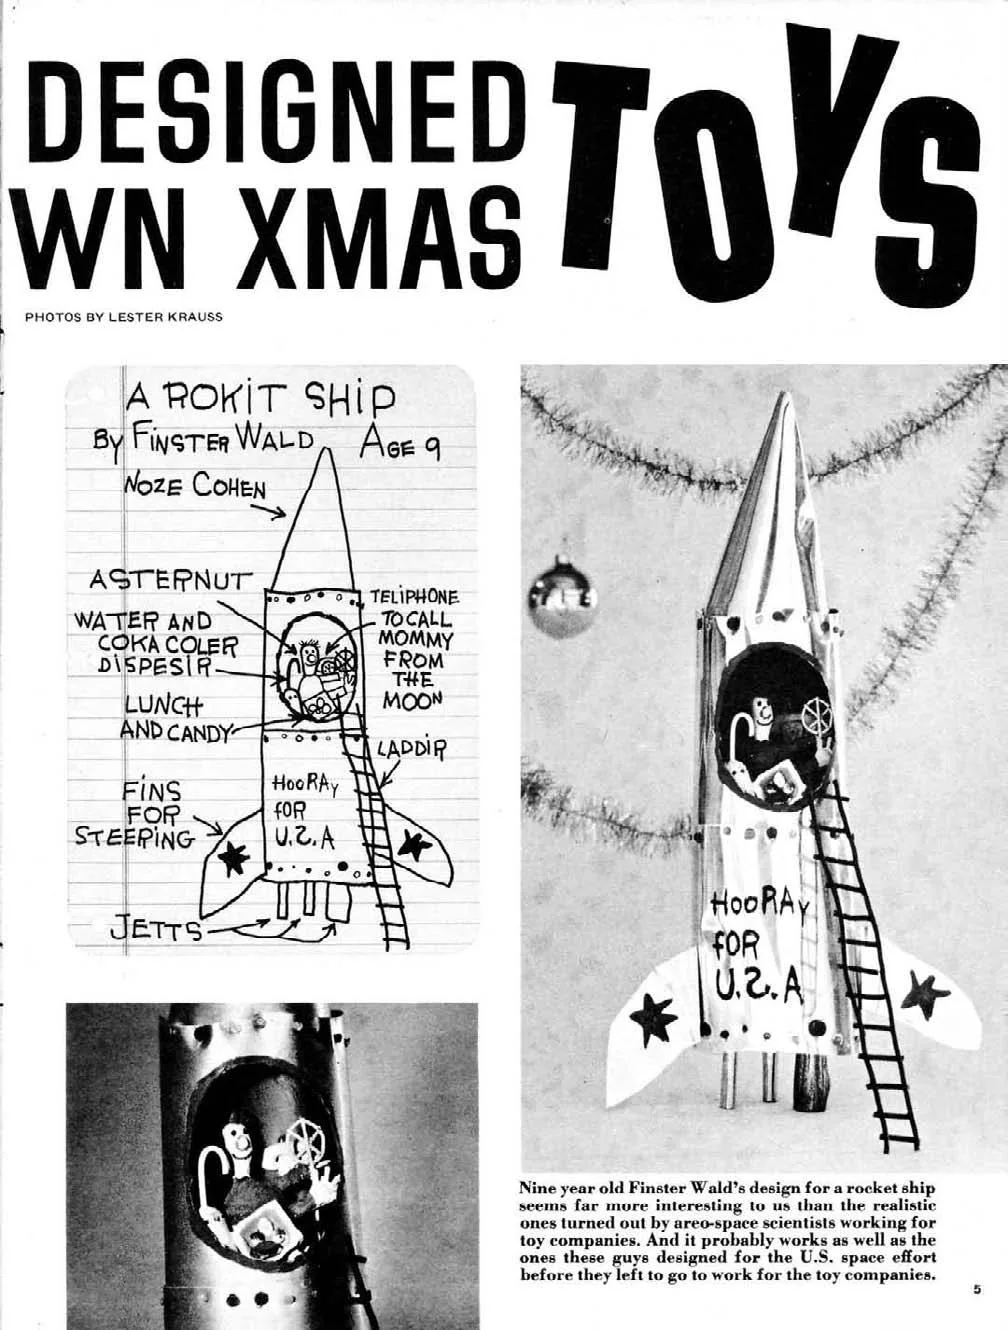 DESIGNED TOYS
WN XMAS
PHOTOS BY LESTER KRAUSS
A ROKIT SHIP
BY FINSTER WALD AGE 9
NOZE COHEN
ASTERNUT
WATER AND
COKA COLER
DISPESIR
LUNCH
AND CANDY
TELIPHONE
TO CALL
MOMMY
FROM
THE
MOON
LADDIR
FINS
FOR
STEERING
HOORAY
FOR
U.S.A
JETTS
HOORAY
FOR
U.S.A
Nine year old Finster Wald's design for a rocket ship
seems far more interesting to us than the realistic
ones turned out by areo-space scientists working for
toy companies. And it probably works as well as the
ones these guys designed for the U.S. space effort
before they left to go to work for the toy companies.
5